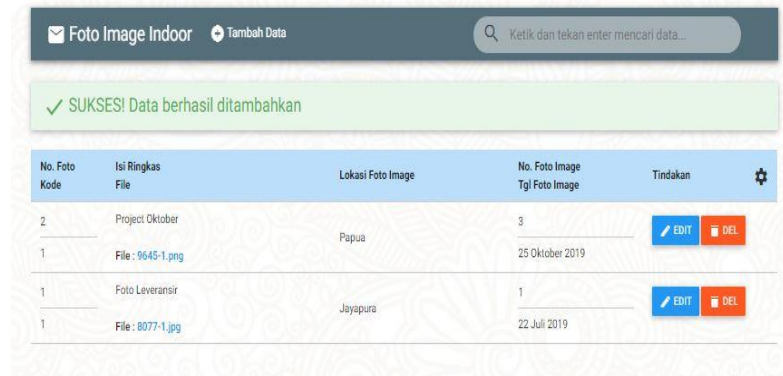 Foto Image Indoor
Tambah Data
Ketik dan tekan enter mencari data...
SUKSES! Data berhasil ditambahkan
No. Foto Isi Ringkas Lokasi Foto Image No. Foto Image Tindakan
Kode File Tgl Foto Image
2 Project Oktober Papua 3 EDIT DEL
1 File : 9645-1.png 25 Oktober 2019
1 Foto Leveransir Jayapura 1 EDIT DEL
1 File : 8077-1.jpg 22 Juli 2019